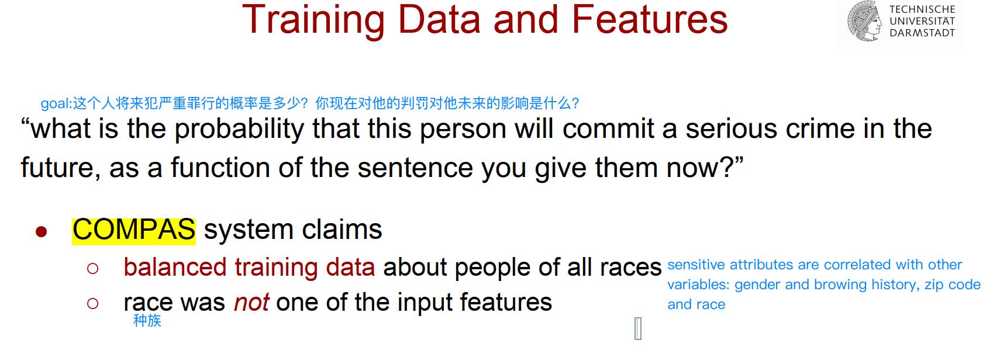 Training Data and Features
TECHNISCHE
UNIVERSITÄT
DARMSTADT
goal:这个人将来犯严重罪行的概率是多少？你现在对他的判罚对他未来的影响是什么？
“what is the probability that this person will commit a serious crime in the
future, as a function of the sentence you give them now?”
● COMPAS system claims
○ balanced training data about people of all races
sensitive attributes are correlated with other
variables: gender and browing history, zip code
and race
○ race was not one of the input features
种族